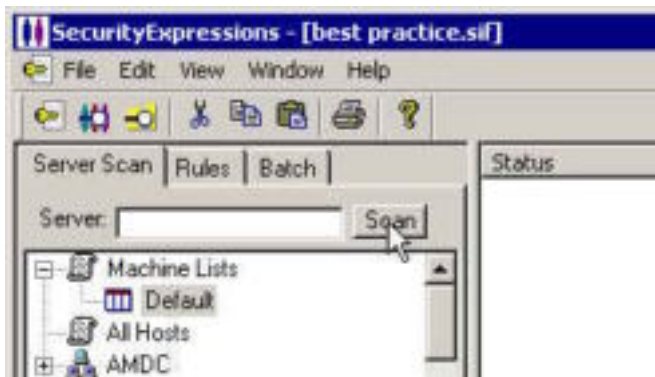 SecurityExpressions - [best practice.sif]
File Edit View Window Help
Server Scan Rules Batch
Status
Server: Scan
Machine Lists
Default
All Hosts
AMDC